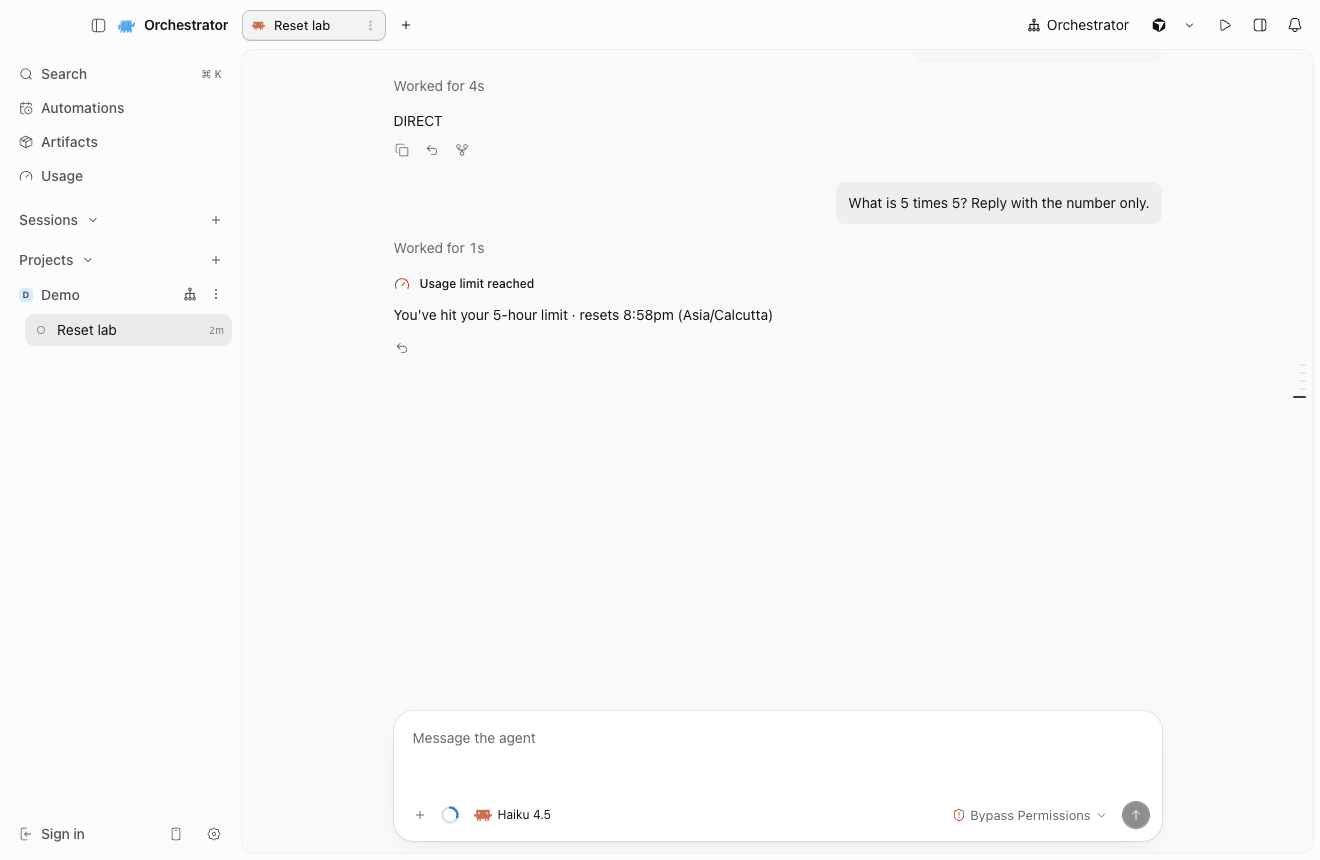 Orchestrator
Reset lab
Orchestrator
Search
⌘ K
Automations
Artifacts
Usage
Sessions
Projects
D
Demo
Reset lab
2m
Worked for 4s
DIRECT
What is 5 times 5? Reply with the number only.
Worked for 1s
Usage limit reached
You've hit your 5-hour limit · resets 8:58pm (Asia/Calcutta)
Message the agent
Haiku 4.5
Bypass Permissions
Sign in